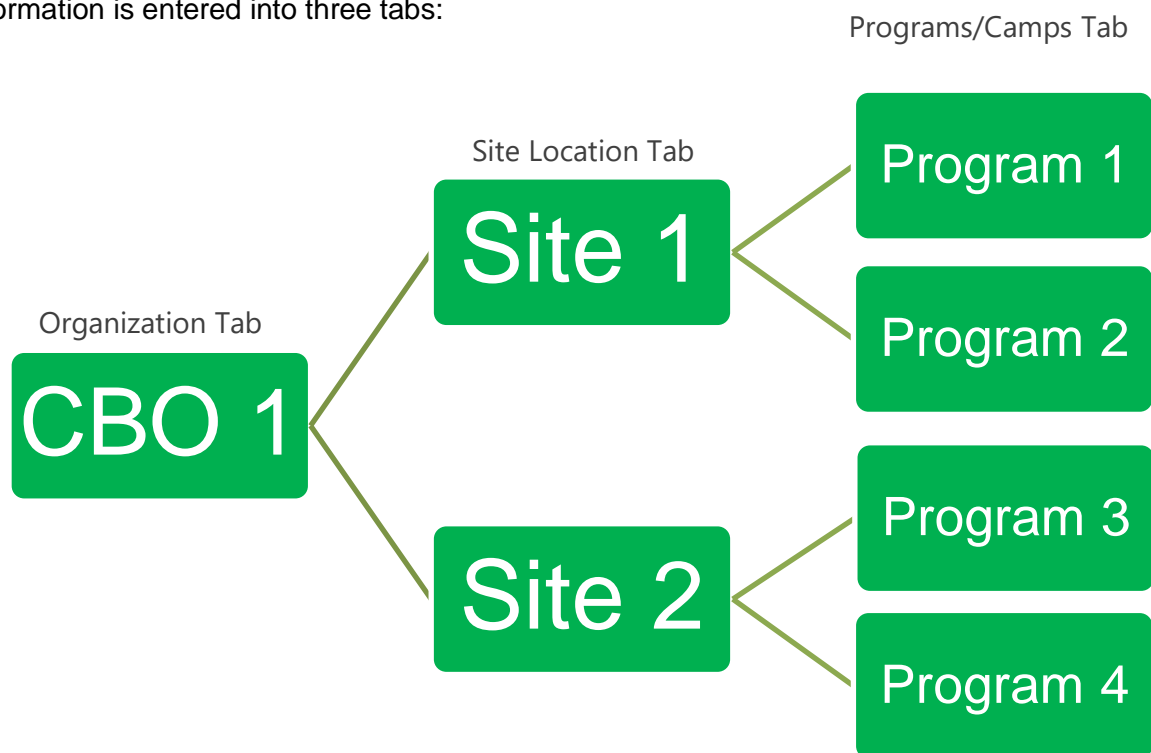 ormation is entered into three tabs:
Programs/Camps Tab
Program 1
Site Location Tab
Site 1
Program 2
Organization Tab
CBO 1
Program 3
Site 2
Program 4